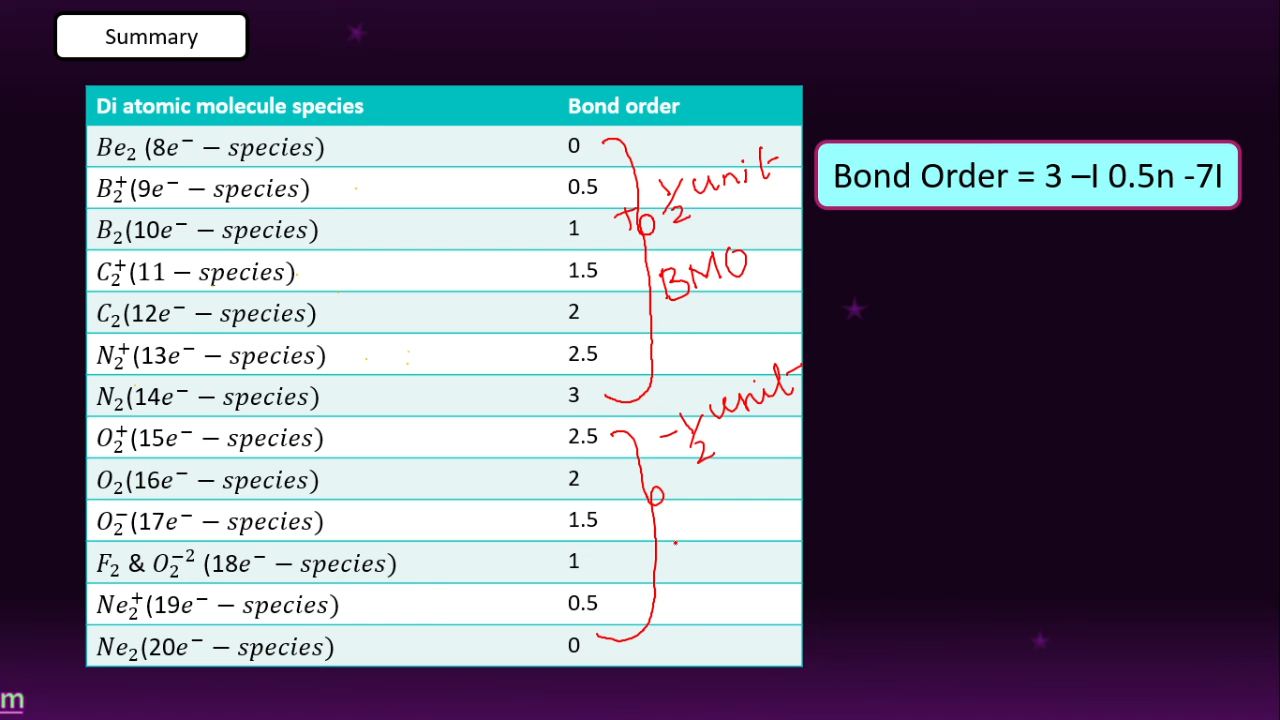 Summary
Di atomic molecule species Bond order
Be₂ (8e⁻ − species) 0
B₂⁺(9e⁻ − species) 0.5
B₂(10e⁻ − species) 1
C₂⁺(11 − species) 1.5
C₂(12e⁻ − species) 2
N₂⁺(13e⁻ − species) 2.5
N₂(14e⁻ − species) 3
O₂⁺(15e⁻ − species) 2.5
O₂(16e⁻ − species) 2
O₂⁻(17e⁻ − species) 1.5
F₂ & O₂⁻² (18e⁻ − species) 1
Ne₂⁺(19e⁻ − species) 0.5
Ne₂(20e⁻ − species) 0
Bond Order = 3 –I 0.5n -7I
+ 1/2 unit
BMO
- 1/2 unit
m